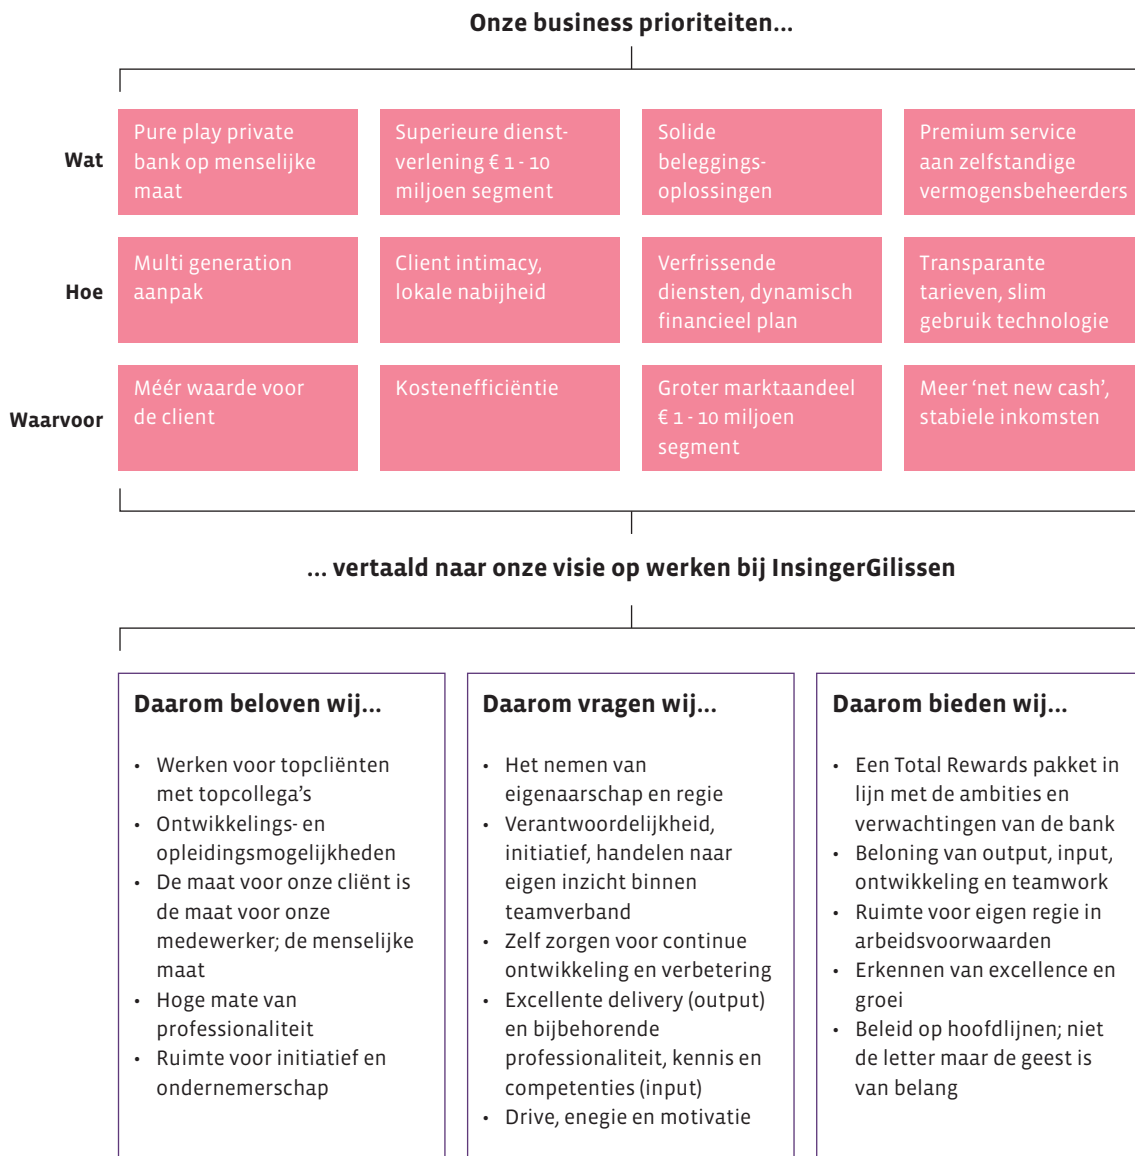 Onze business prioriteiten...
Wat
Pure play private
bank op menselijke
maat
Superieure dienst-
verlening € 1 - 10
miljoen segment
Solide
beleggings-
oplossingen
Premium service
aan zelfstandige
vermogensbeheerders
Hoe
Multi generation
aanpak
Client intimacy,
lokale nabijheid
Verfrissende
diensten, dynamisch
financieel plan
Transparante
tarieven, slim
gebruik technologie
Waarvoor
Méér waarde voor
de client
Kostenefficiëntie
Groter marktaandeel
€ 1 - 10 miljoen
segment
Meer ‘net new cash’,
stabiele inkomsten
... vertaald naar onze visie op werken bij InsingerGilissen
Daarom beloven wij...
• Werken voor topcliënten
met topcollega’s
• Ontwikkelings- en
opleidingsmogelijkheden
• De maat voor onze cliënt is
de maat voor onze
medewerker; de menselijke
maat
• Hoge mate van
professionaliteit
• Ruimte voor initiatief en
ondernemerschap
Daarom vragen wij...
• Het nemen van
eigenaarschap en regie
• Verantwoordelijkheid,
initiatief, handelen naar
eigen inzicht binnen
teamverband
• Zelf zorgen voor continue
ontwikkeling en verbetering
• Excellente delivery (output)
en bijbehorende
professionaliteit, kennis en
competenties (input)
• Drive, enegie en motivatie
Daarom bieden wij...
• Een Total Rewards pakket in
lijn met de ambities en
verwachtingen van de bank
• Beloning van output, input,
ontwikkeling en teamwork
• Ruimte voor eigen regie in
arbeidsvoorwaarden
• Erkennen van excellence en
groei
• Beleid op hoofdlijnen; niet
de letter maar de geest is
van belang